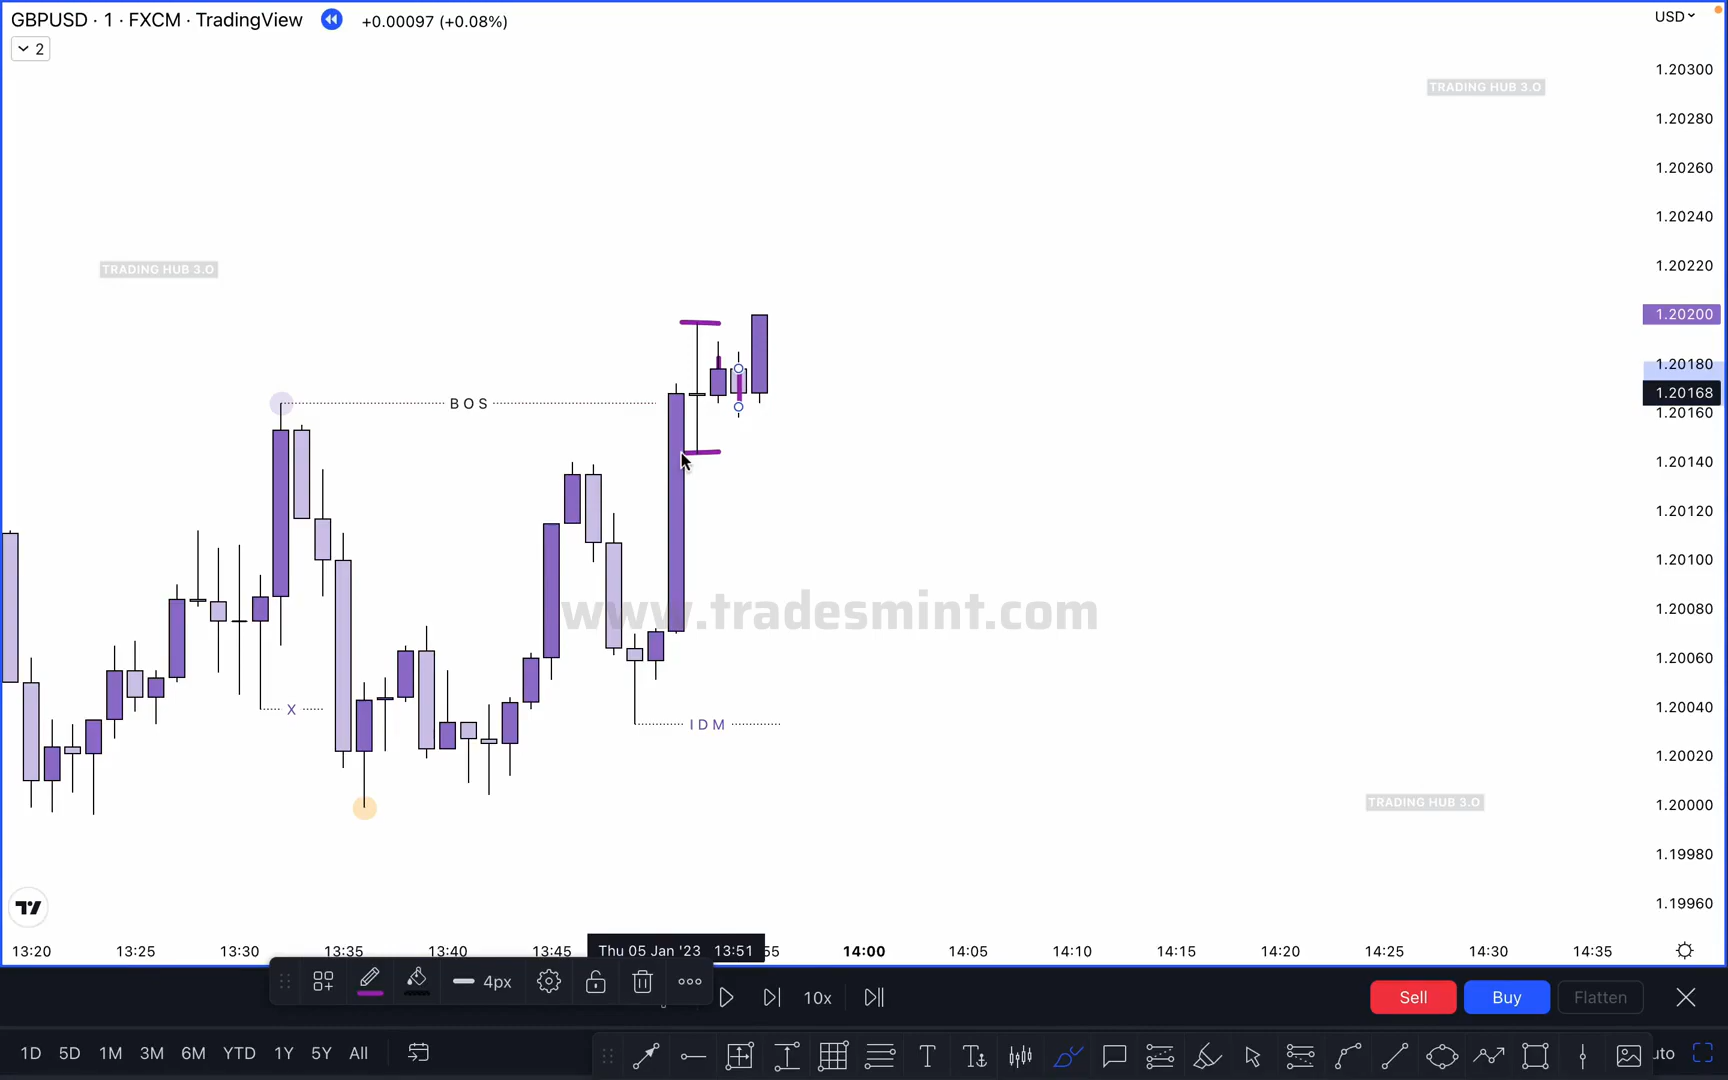 GBPUSD · 1 · FXCM · TradingView +0.00097 (+0.08%)
USD
2
1.20300
TRADING HUB 3.O
1.20280
1.20260
1.20240
1.20220
TRADING HUB 3.O
1.20200
1.20180
1.20168
BOS
1.20160
1.20140
1.20120
1.20100
www.tradesmint.com
1.20080
1.20060
1.20040
X
IDM
1.20020
1.20000
TRADING HUB 3.O
1.19980
1.19960
13:20 13:25 13:30 13:35 13:40 13:45 Thu 05 Jan '23 13:51 55 14:00 14:05 14:10 14:15 14:20 14:25 14:30 14:35
4px 10x Sell Buy Flatten
1D 5D 1M 3M 6M YTD 1Y 5Y All uto